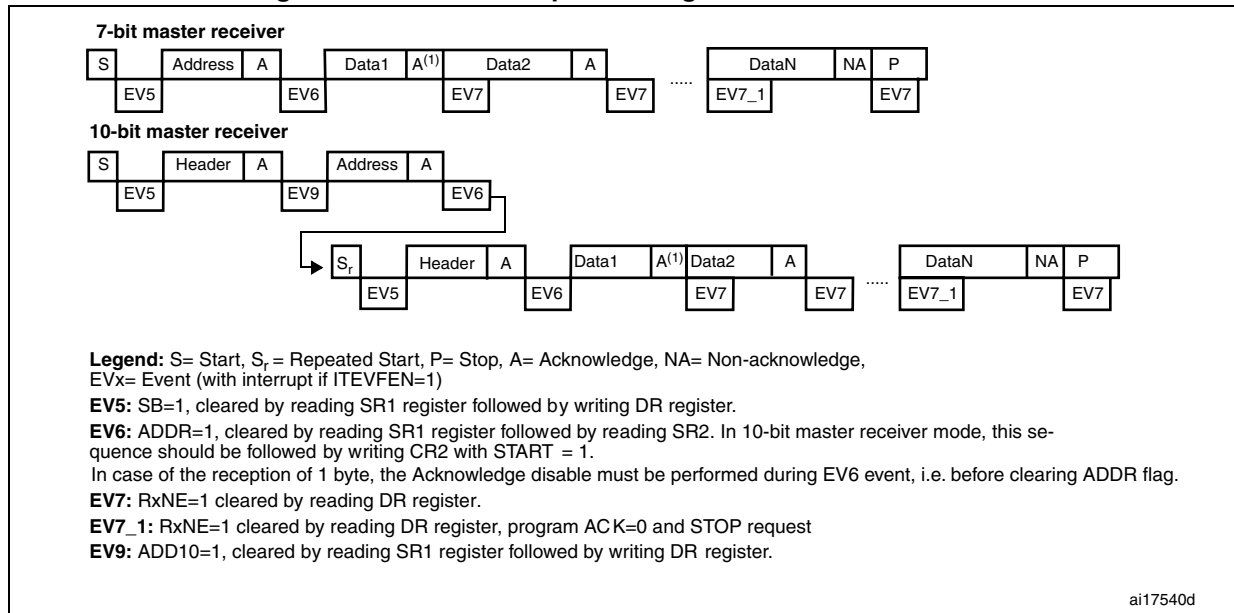 7-bit master receiver
S Address A Data1 A(1) Data2 A ..... DataN NA P
EV5 EV6 EV7 EV7 EV7_1 EV7
10-bit master receiver
S Header A Address A
EV5 EV9 EV6
Sr Header A Data1 A(1) Data2 A ..... DataN NA P
EV5 EV6 EV7 EV7 EV7_1 EV7
Legend: S= Start, Sr = Repeated Start, P= Stop, A= Acknowledge, NA= Non-acknowledge,
EVx= Event (with interrupt if ITEVFEN=1)
EV5: SB=1, cleared by reading SR1 register followed by writing DR register.
EV6: ADDR=1, cleared by reading SR1 register followed by reading SR2. In 10-bit master receiver mode, this se-
quence should be followed by writing CR2 with START = 1.
In case of the reception of 1 byte, the Acknowledge disable must be performed during EV6 event, i.e. before clearing ADDR flag.
EV7: RxNE=1 cleared by reading DR register.
EV7_1: RxNE=1 cleared by reading DR register, program ACK=0 and STOP request
EV9: ADD10=1, cleared by reading SR1 register followed by writing DR register.
ai17540d